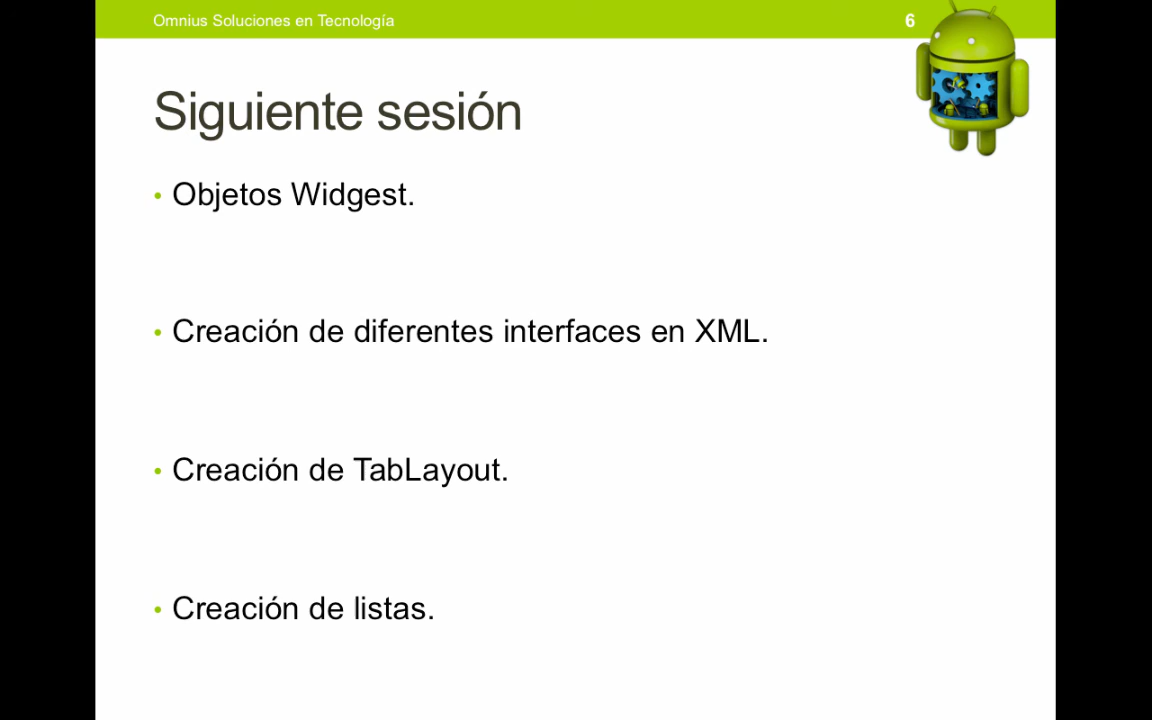 Omnius Soluciones en Tecnología
6
Siguiente sesión
• Objetos Widgest.
• Creación de diferentes interfaces en XML.
• Creación de TabLayout.
• Creación de listas.